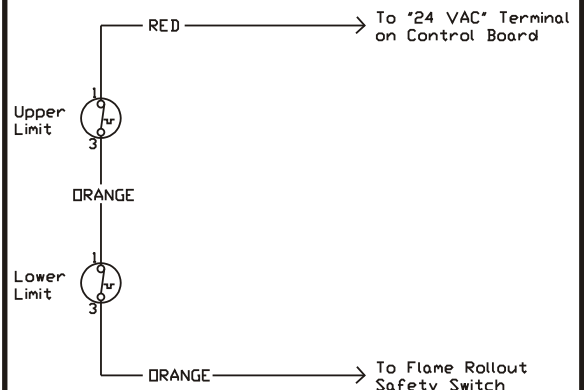 RED
To "24 VAC" Terminal
on Control Board
1
Upper
Limit
3
ORANGE
1
Lower
Limit
3
ORANGE
To Flame Rollout
Safety Switch